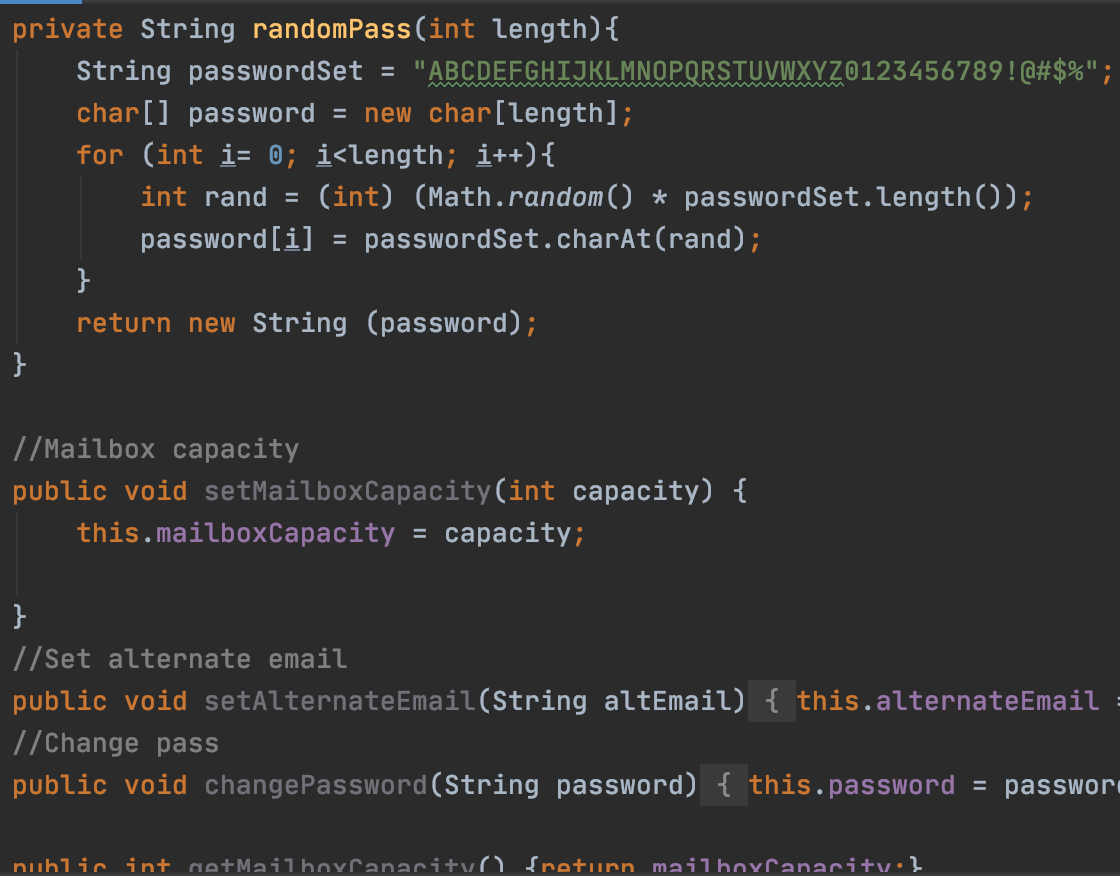 private String randomPass(int length){
String passwordSet = "ABCDEFGHIJKLMNOPQRSTUVWXYZ0123456789!@#$%";
char[] password = new char[length];
for (int i= 0; i<length; i++){
int rand = (int) (Math.random() * passwordSet.length());
password[i] = passwordSet.charAt(rand);
}
return new String (password);
}
//Mailbox capacity
public void setMailboxCapacity(int capacity) {
this.mailboxCapacity = capacity;
}
//Set alternate email
public void setAlternateEmail(String altEmail) { this.alternateEmail =
//Change pass
public void changePassword(String password) { this.password = password
public int getMailboxCapacity() {return mailboxCapacity;}